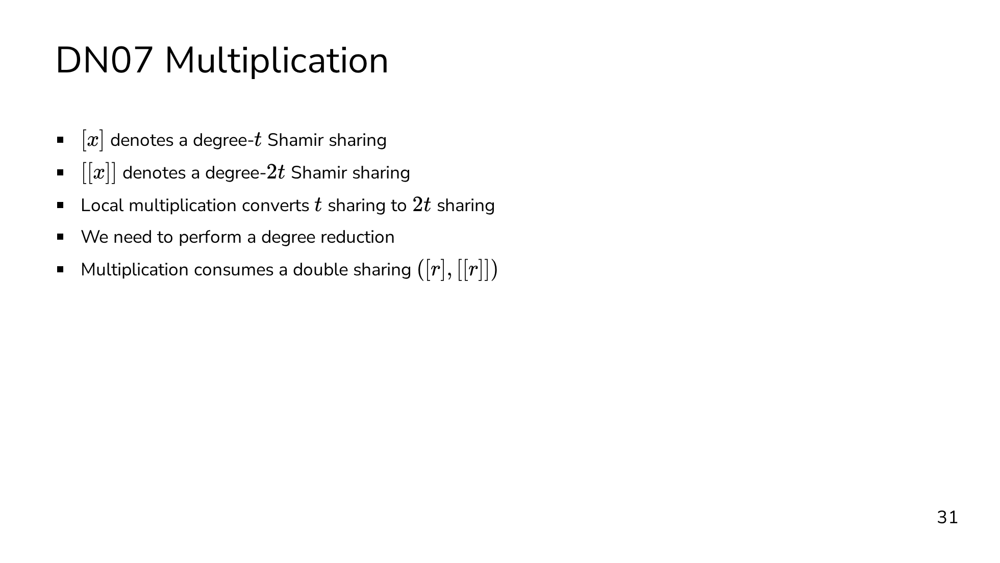 DN07 Multiplication
▪ [x] denotes a degree-t Shamir sharing
▪ [[x]] denotes a degree-2t Shamir sharing
▪ Local multiplication converts t sharing to 2t sharing
▪ We need to perform a degree reduction
▪ Multiplication consumes a double sharing ([r], [[r]])
31